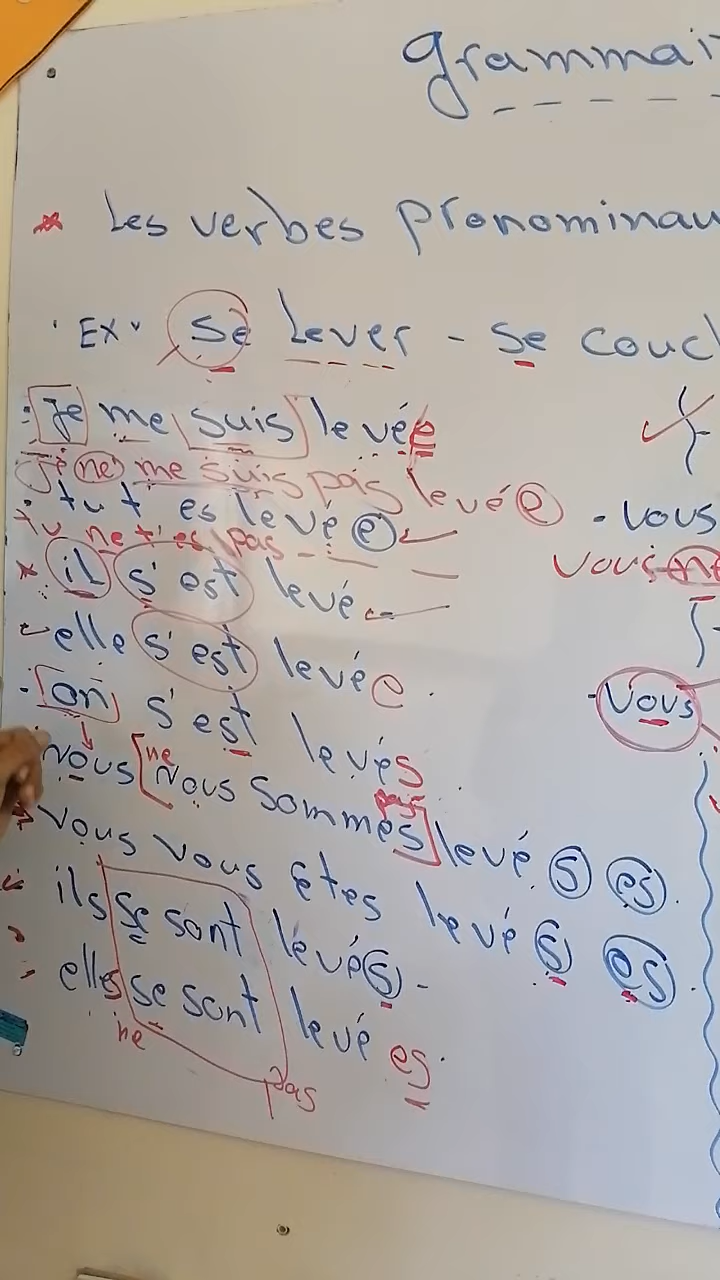 grammai
* Les verbes pronominau
Ex: se lever - se couch
Je me suis levée
je ne me suis pas levée
tu t'es levé e
tu ne t'es pas
il s'est levé
elle s'est levée.
on s'est levés
nous ne nous sommes pas levé s es.
vous vous êtes levé s es.
ils se sont levés.
elles se sont levé es.
ne pas
- vous
vous ne
- Vous